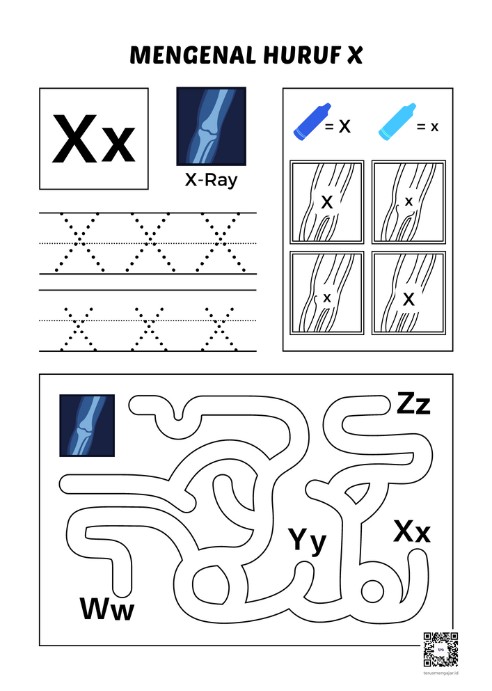 MENGENAL HURUF X
Xx
X-Ray
= X
= x
X
x
x
X
X X X
x x x
Zz
Yy
Xx
Ww